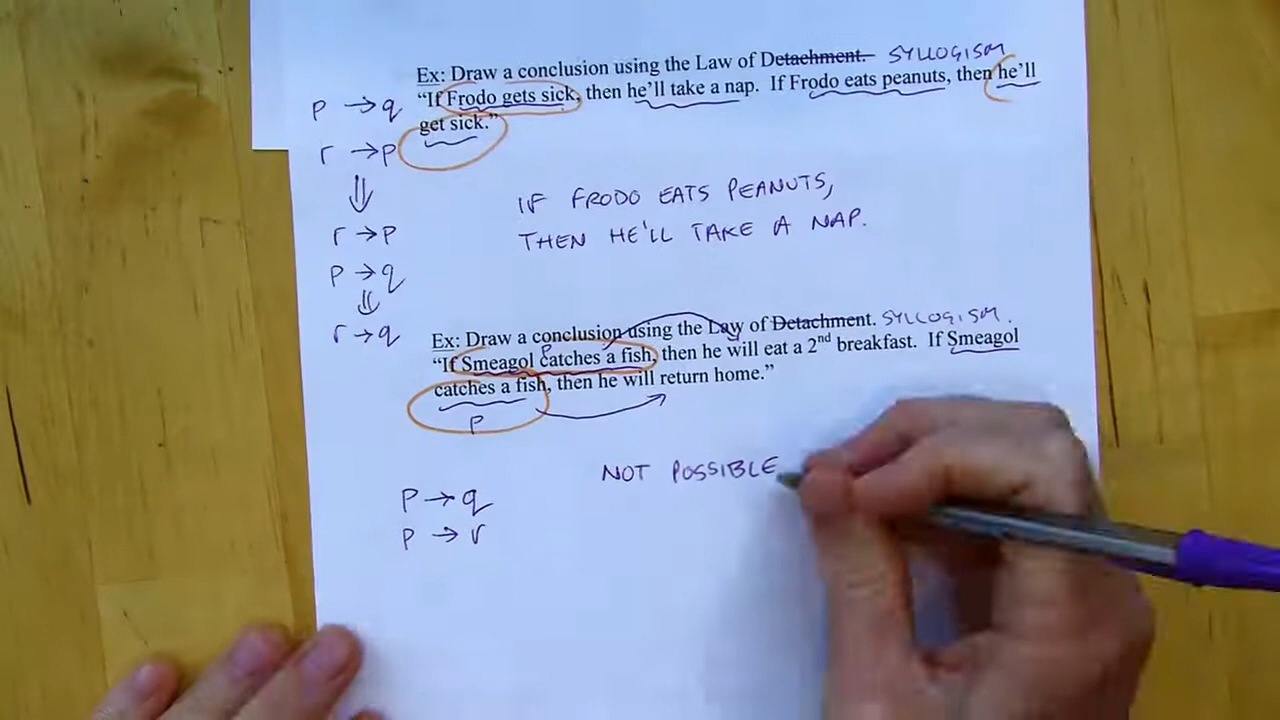 Ex: Draw a conclusion using the Law of Detachment. SYLLOGISM
p → q "If Frodo gets sick, then he'll take a nap. If Frodo eats peanuts, then he'll
get sick."
r → p
⇓
IF FRODO EATS PEANUTS,
r → p THEN HE'LL TAKE A NAP.
p → q
⇓
r → q Ex: Draw a conclusion using the Law of Detachment. SYLLOGISM.
"If Smeagol catches a fish, then he will eat a 2nd breakfast. If Smeagol
catches a fish, then he will return home."
p
NOT POSSIBLE
p → q
p → r